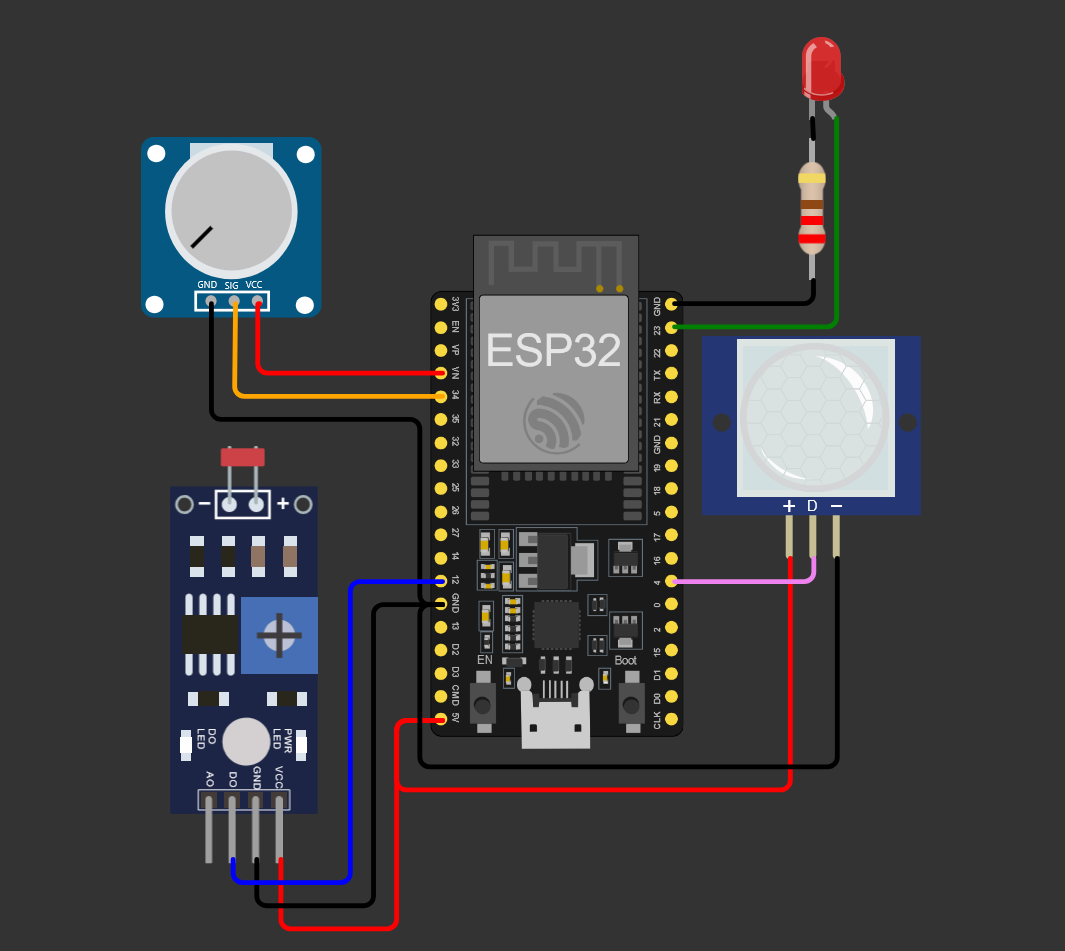 GND SIG VCC
ESP32
3V3
EN
VP
VN
34
35
32
33
25
26
27
14
12
GND
13
D2
D3
CMD
5V
GND
23
22
TX
RX
21
GND
19
18
5
17
16
4
0
2
15
D1
D0
CLK
EN
Boot
+ D −
− +
DO
LED
PWR
LED
AO
DO
GND
VCC